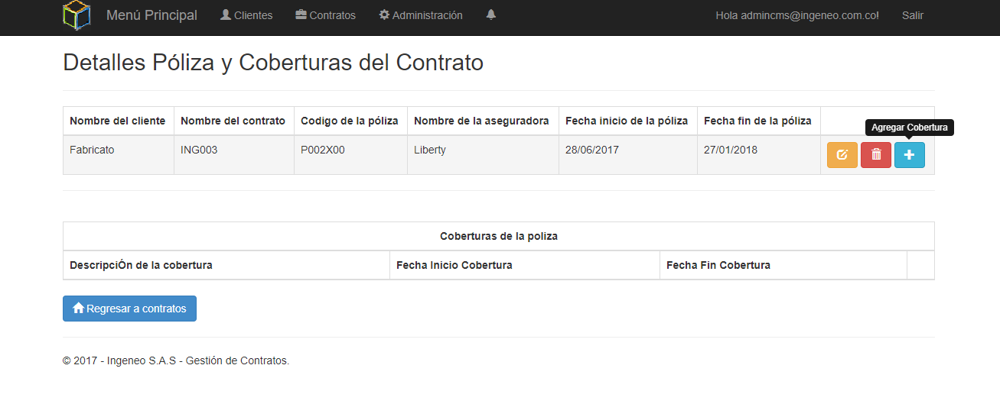 Menú Principal Clientes Contratos Administración Hola admincms@ingeneo.com.co! Salir
Detalles Póliza y Coberturas del Contrato
Nombre del cliente Nombre del contrato Codigo de la póliza Nombre de la aseguradora Fecha inicio de la póliza Fecha fin de la póliza
Agregar Cobertura
Fabricato ING003 P002X00 Liberty 28/06/2017 27/01/2018
Coberturas de la poliza
DescripciÓn de la cobertura Fecha Inicio Cobertura Fecha Fin Cobertura
Regresar a contratos
© 2017 - Ingeneo S.A.S - Gestión de Contratos.